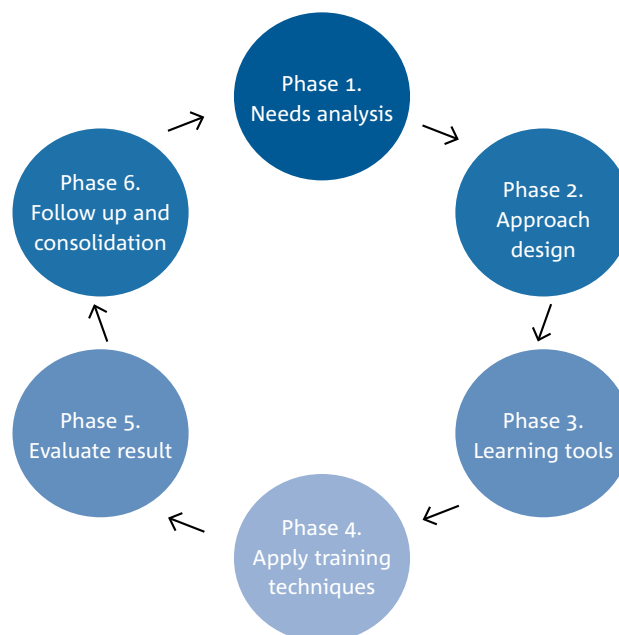 Phase 1.
Needs analysis
Phase 2.
Approach
design
Phase 3.
Learning tools
Phase 4.
Apply training
techniques
Phase 5.
Evaluate result
Phase 6.
Follow up and
consolidation